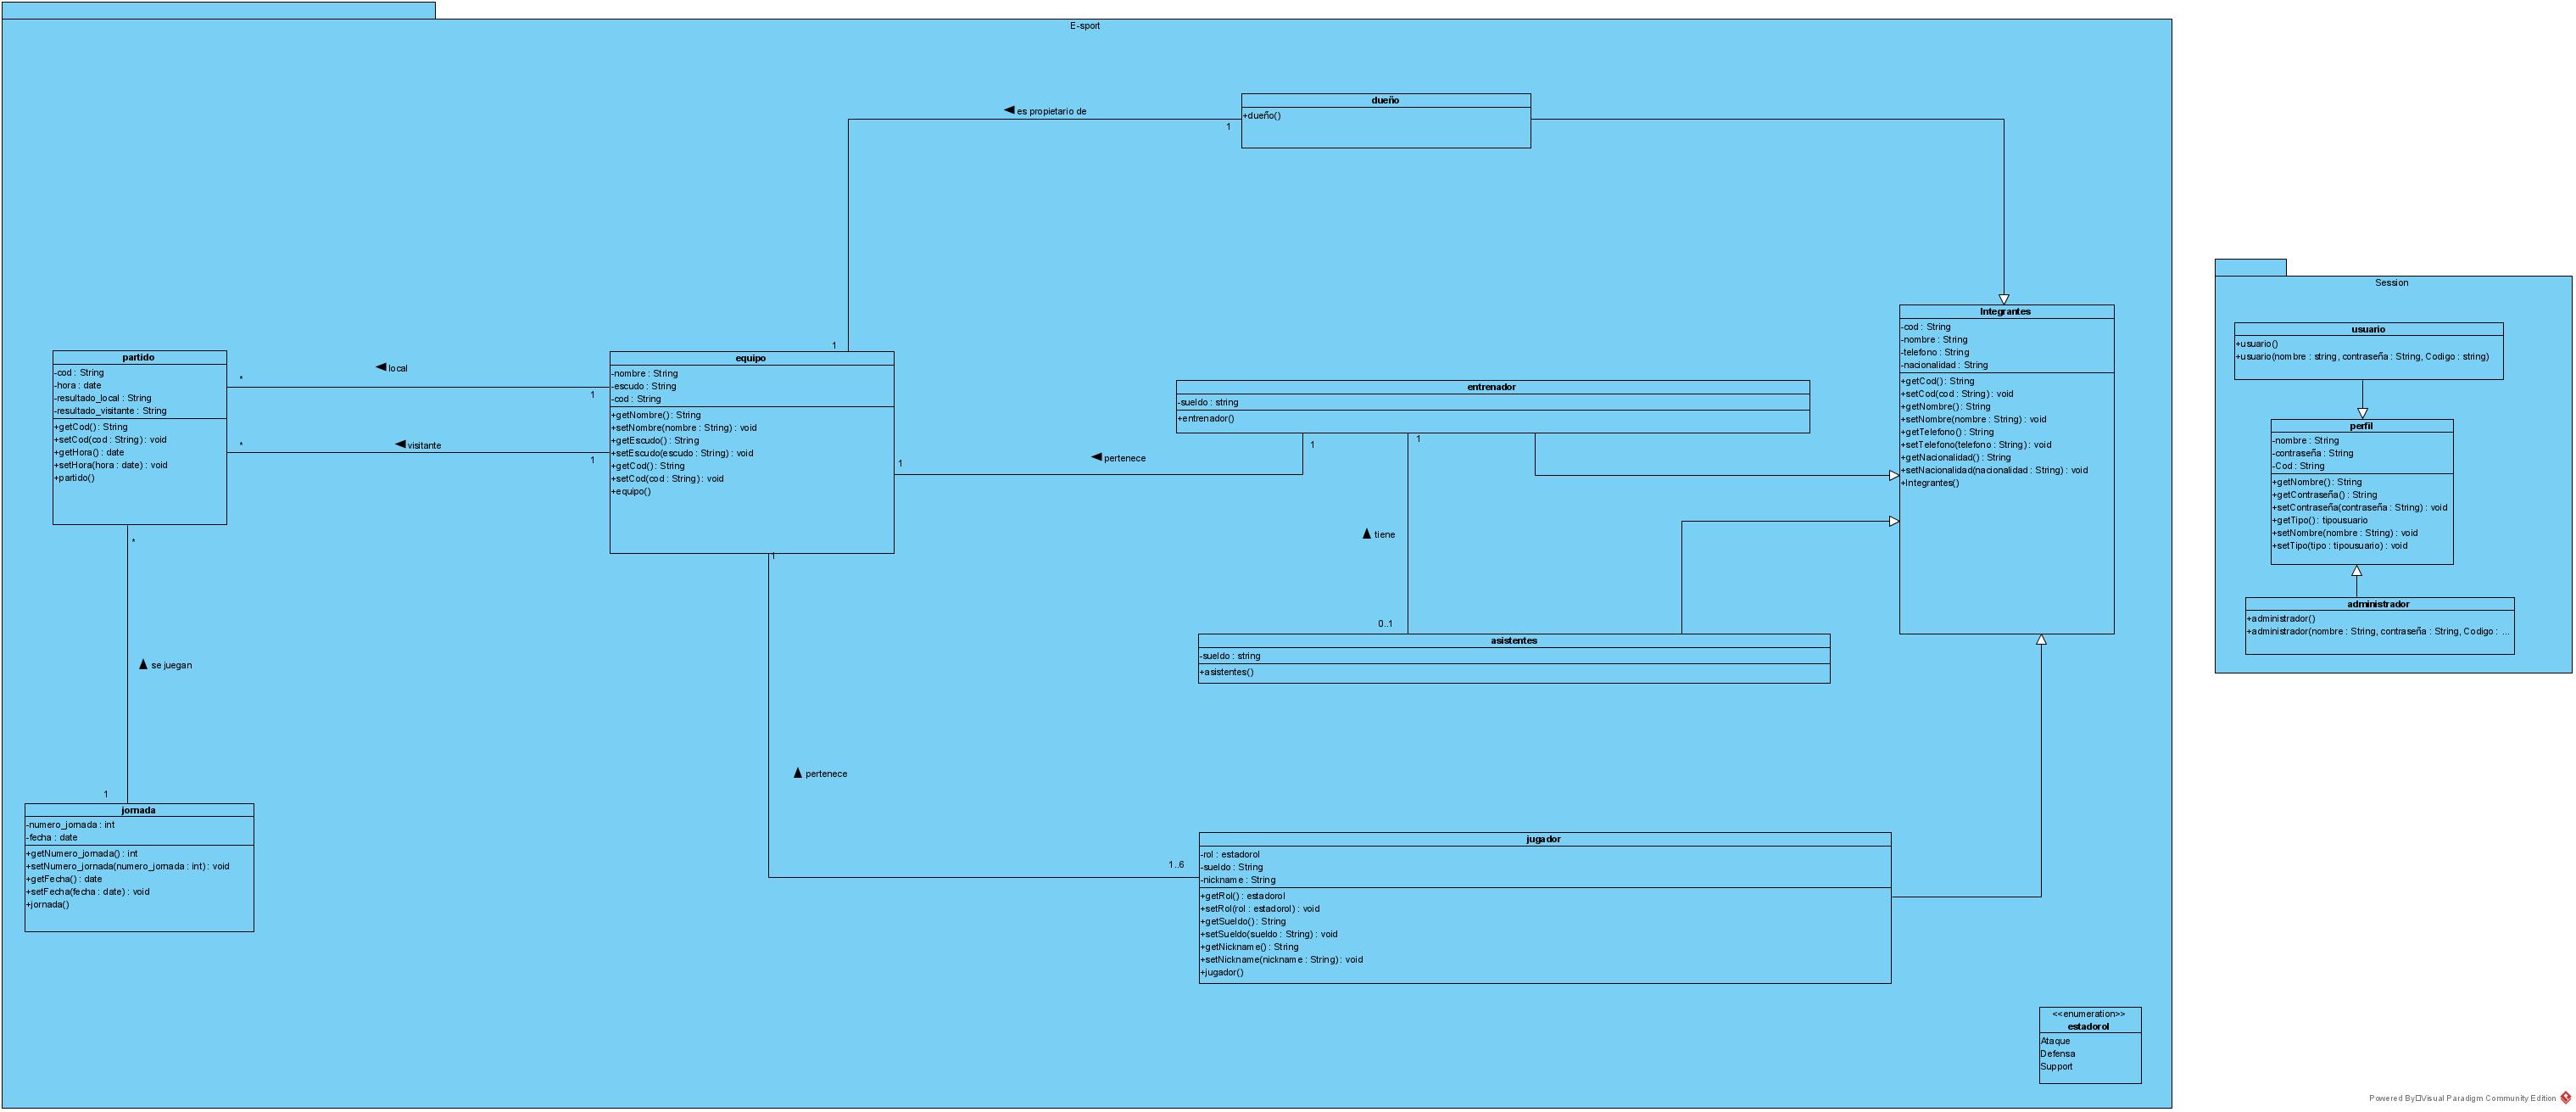 E-sport
dueño
+dueño()
es propietario de
1
1
Integrantes
-cod : String
-nombre : String
-telefono : String
-nacionalidad : String
+getCod() : String
+setCod(cod : String) : void
+getNombre() : String
+setNombre(nombre : String) : void
+getTelefono() : String
+setTelefono(telefono : String) : void
+getNacionalidad() : String
+setNacionalidad(nacionalidad : String) : void
+Integrantes()
partido
-cod : String
-hora : date
-resultado_local : String
-resultado_visitante : String
+getCod() : String
+setCod(cod : String) : void
+getHora() : date
+setHora(hora : date) : void
+partido()
local
*
1
visitante
*
1
equipo
-nombre : String
-escudo : String
-cod : String
+getNombre() : String
+setNombre(nombre : String) : void
+getEscudo() : String
+setEscudo(escudo : String) : void
+getCod() : String
+setCod(cod : String) : void
+equipo()
entrenador
-sueldo : string
+entrenador()
pertenece
1
1
1
tiene
0..1
asistentes
-sueldo : string
+asistentes()
*
se juegan
1
jornada
-numero_jornada : int
-fecha : date
+getNumero_jornada() : int
+setNumero_jornada(numero_jornada : int) : void
+getFecha() : date
+setFecha(fecha : date) : void
+jornada()
1
pertenece
1..6
jugador
-rol : estadorol
-sueldo : String
-nickname : String
+getRol() : estadorol
+setRol(rol : estadorol) : void
+getSueldo() : String
+setSueldo(sueldo : String) : void
+getNickname() : String
+setNickname(nickname : String) : void
+jugador()
<<enumeration>>
estadorol
Ataque
Defensa
Support
Session
usuario
+usuario()
+usuario(nombre : string, contraseña : String, Codigo : string)
perfil
-nombre : String
-contraseña : String
-Cod : String
+getNombre() : String
+getContraseña() : String
+setContraseña(contraseña : String) : void
+getTipo() : tipousuario
+setNombre(nombre : String) : void
+setTipo(tipo : tipousuario) : void
administrador
+administrador()
+administrador(nombre : String, contraseña : String, Codigo : ...
Powered By□Visual Paradigm Community Edition